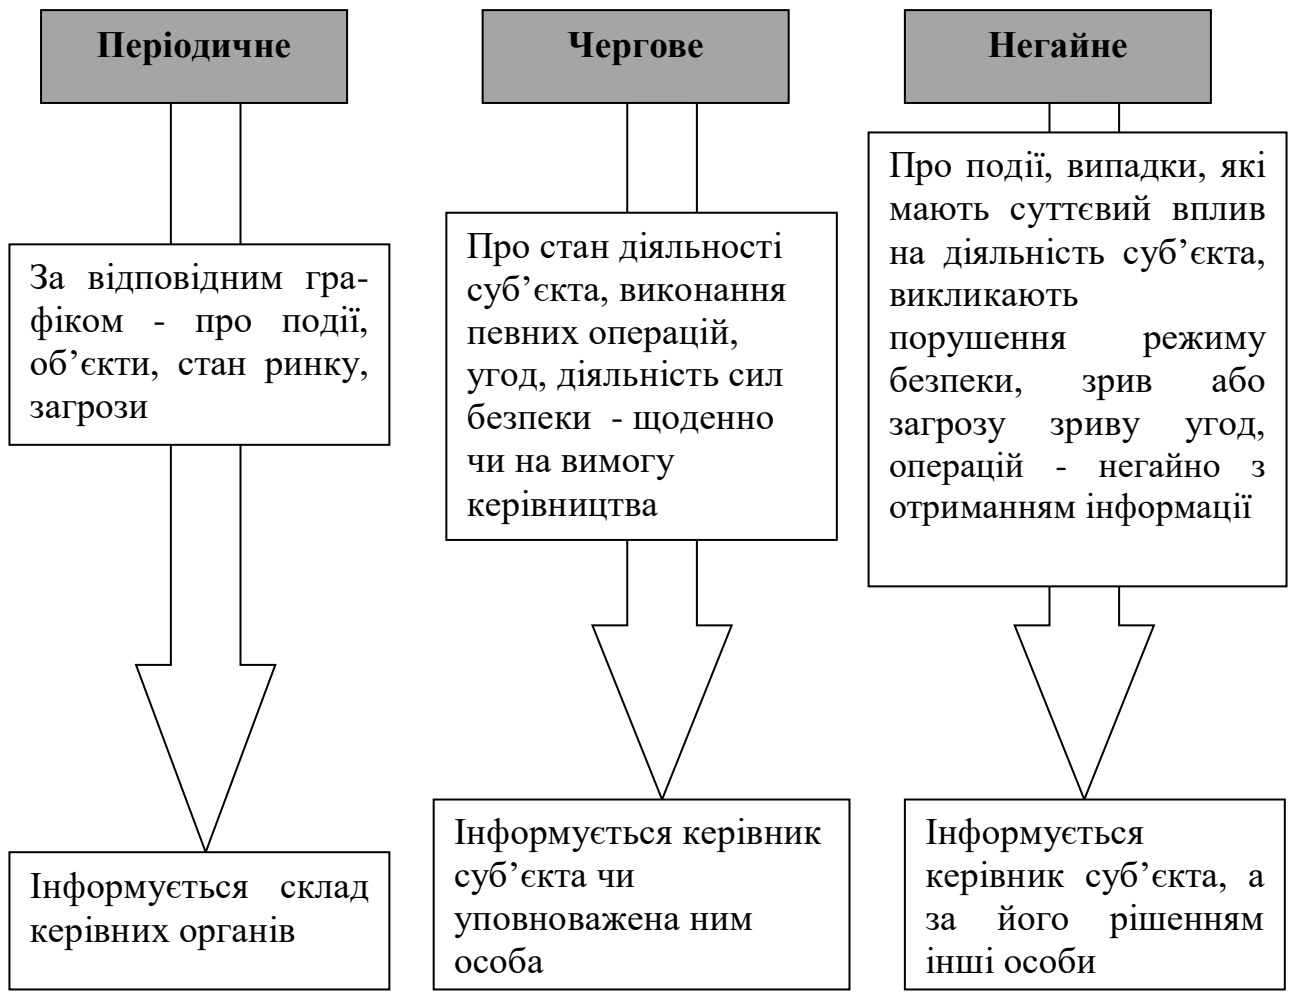 Періодичне
За відповідним гра-
фіком - про події,
об’єкти, стан ринку,
загрози
Інформується склад
керівних органів
Чергове
Про стан діяльності
суб’єкта, виконання
певних операцій,
угод, діяльність сил
безпеки - щоденно
чи на вимогу
керівництва
Інформується керівник
суб’єкта чи
уповноважена ним
особа
Негайне
Про події, випадки, які
мають суттєвий вплив
на діяльність суб’єкта,
викликають
порушення режиму
безпеки, зрив або
загрозу зриву угод,
операцій - негайно з
отриманням інформації
Інформується
керівник суб’єкта, а
за його рішенням
інші особи